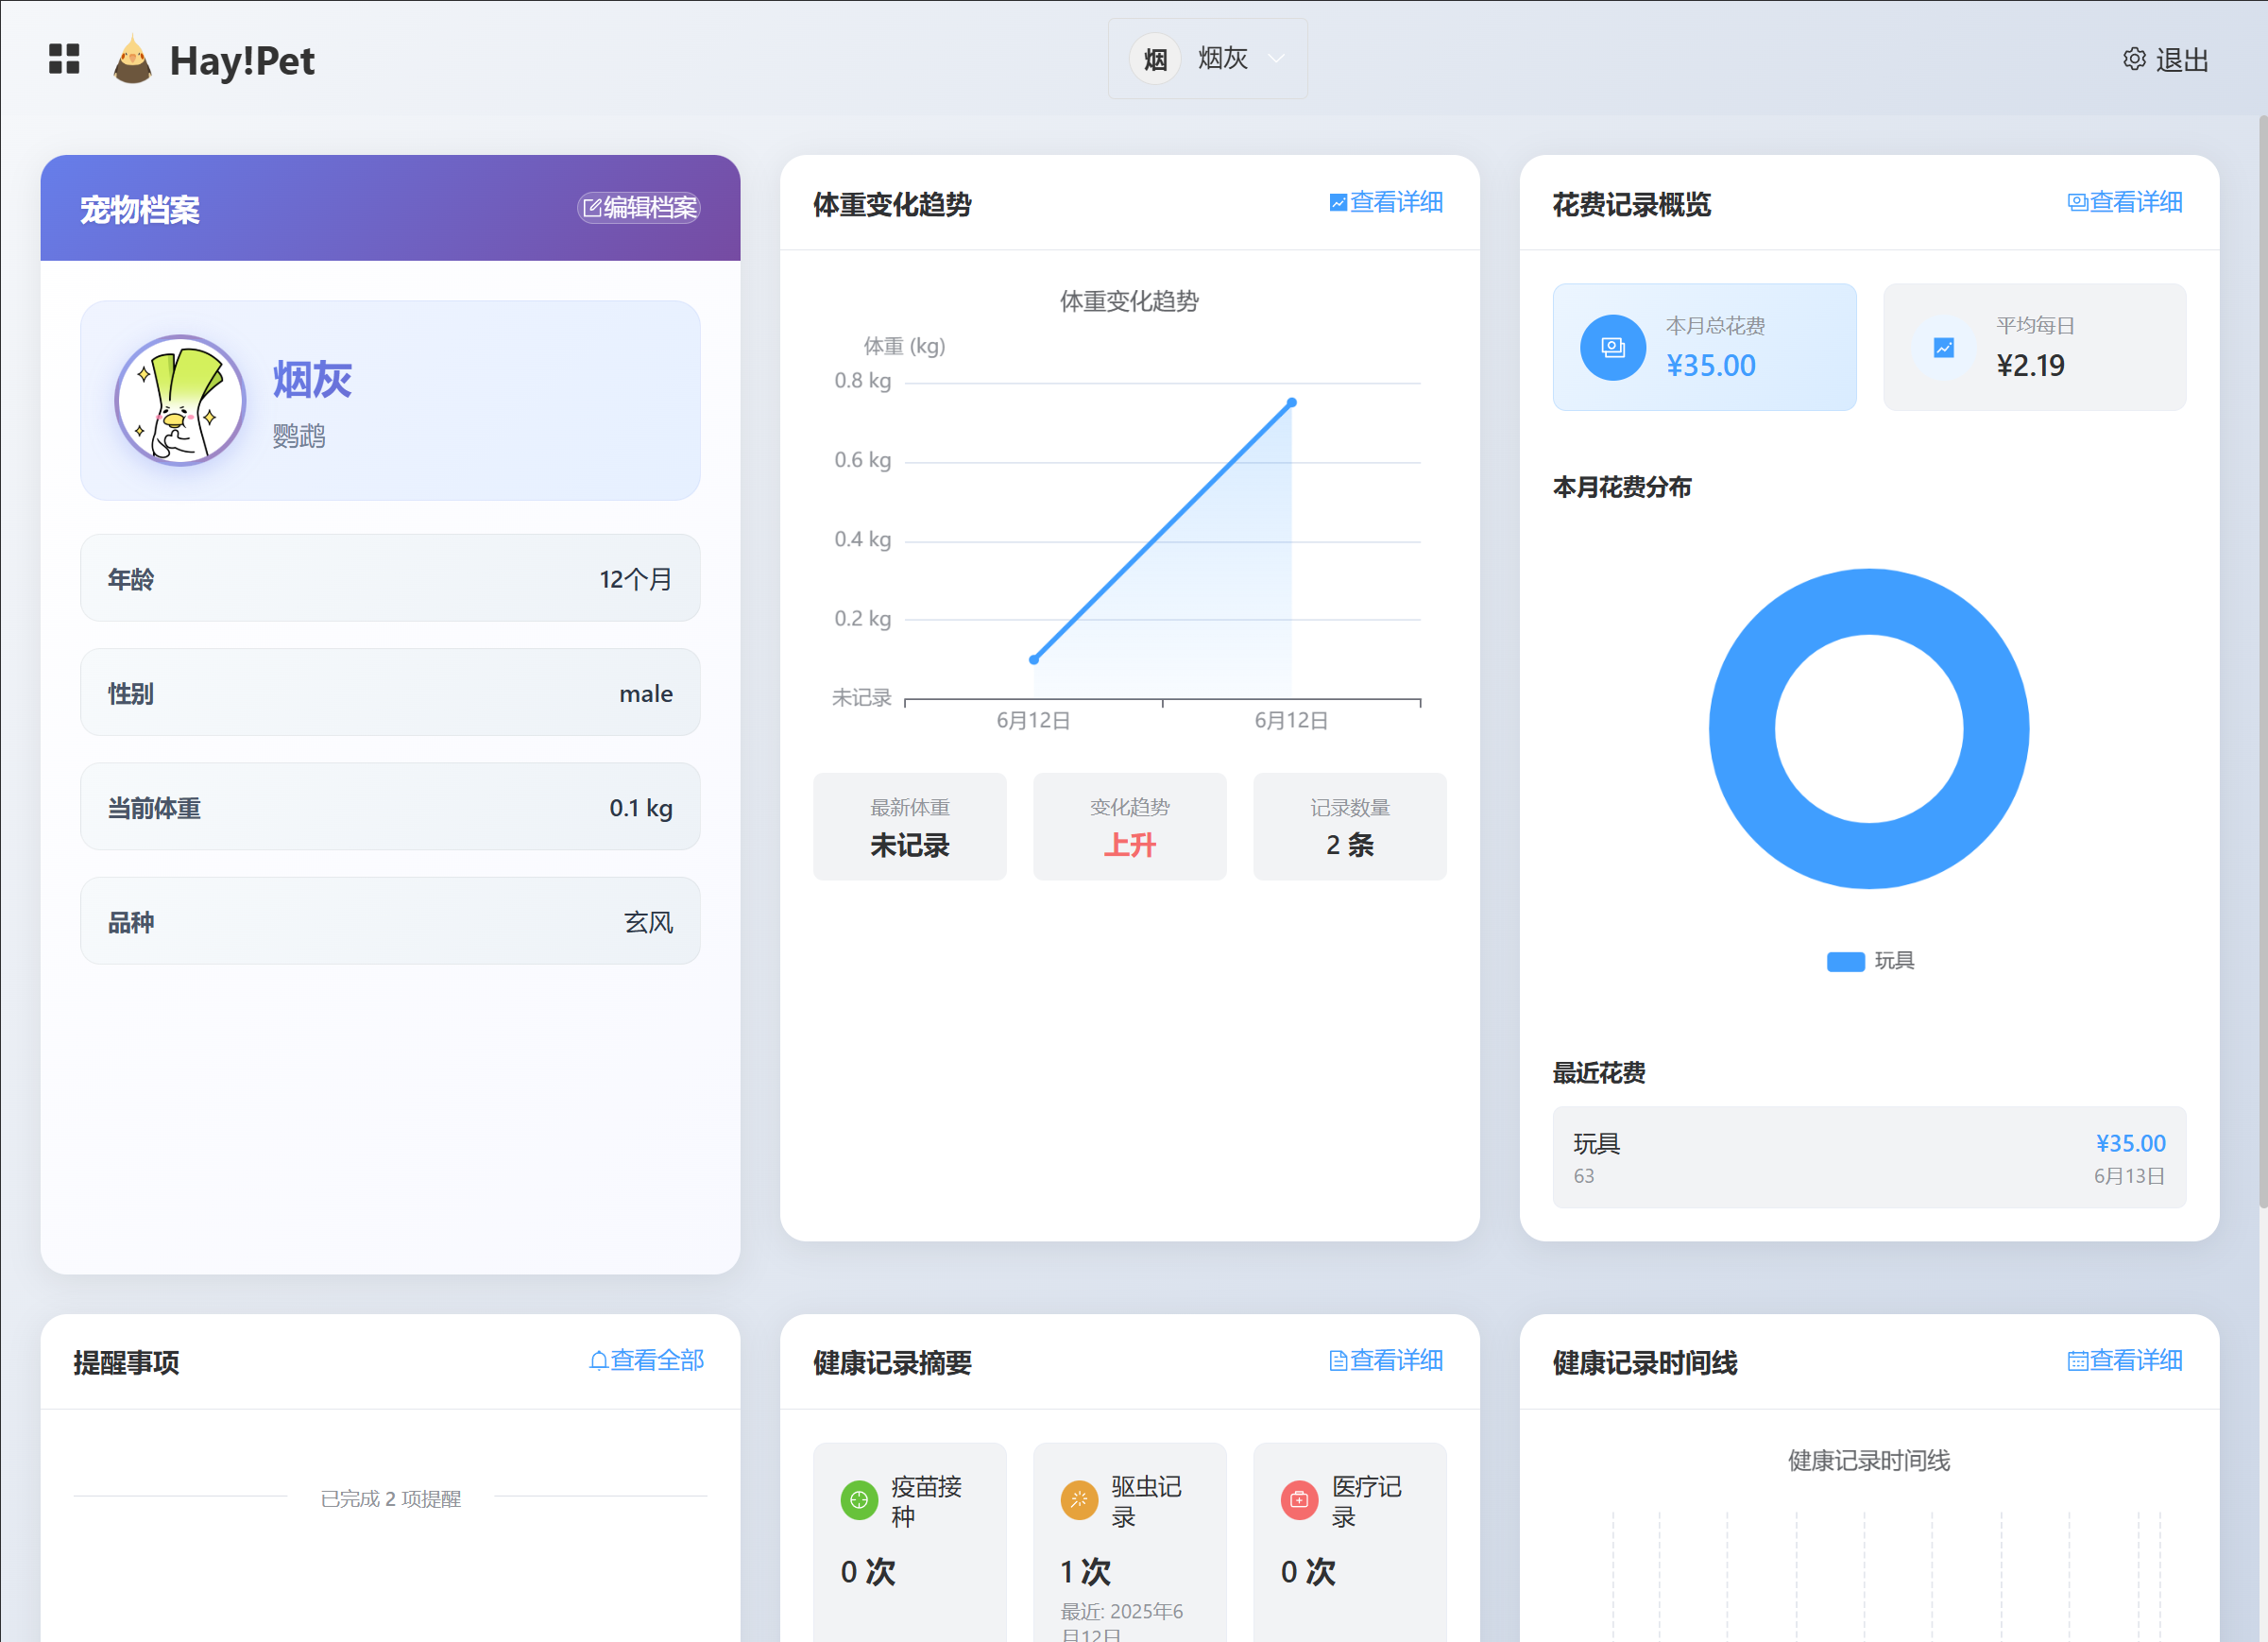 Hay!Pet
烟 烟灰
退出
宠物档案
编辑档案
烟灰
鹦鹉
年龄 12个月
性别 male
当前体重 0.1 kg
品种 玄风
体重变化趋势
查看详细
体重变化趋势
体重 (kg)
0.8 kg
0.6 kg
0.4 kg
0.2 kg
未记录
6月12日 6月12日
最新体重
未记录
变化趋势
上升
记录数量
2 条
花费记录概览
查看详细
本月总花费
¥35.00
平均每日
¥2.19
本月花费分布
玩具
最近花费
玩具 ¥35.00
63 6月13日
提醒事项
查看全部
已完成 2 项提醒
健康记录摘要
查看详细
疫苗接
种
0 次
驱虫记
录
1 次
最近: 2025年6
月12日
医疗记
录
0 次
健康记录时间线
查看详细
健康记录时间线